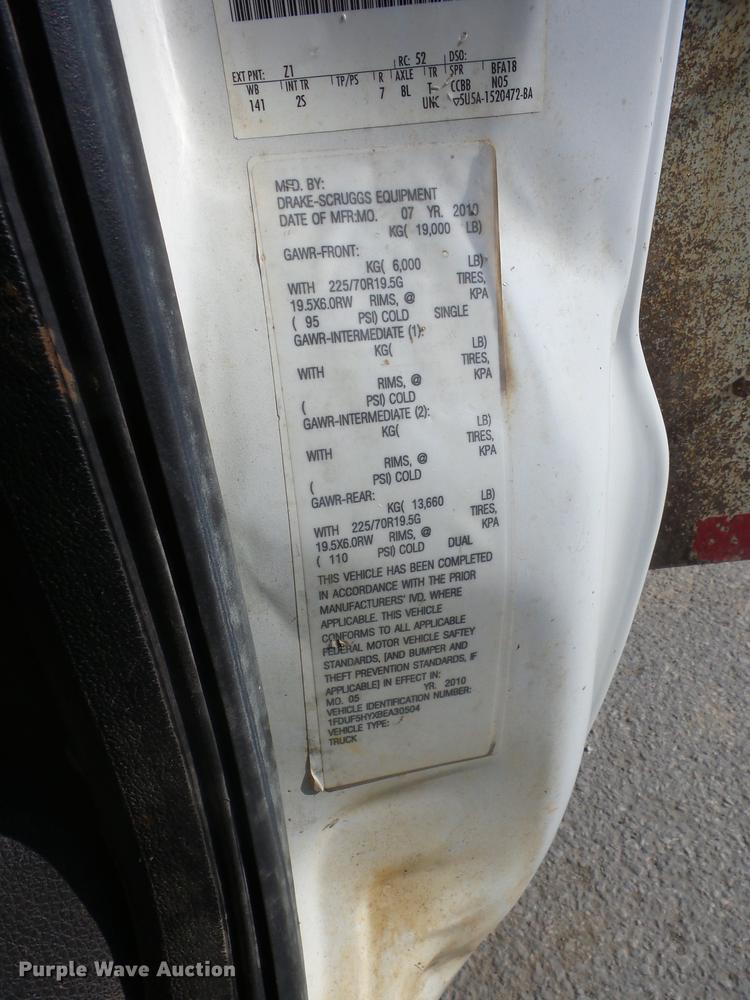 RC: 52 DSO:
EXT PNT: Z1
WB INT TR TP/PS R AXLE TR SPR BFA18
141 2S 7 8L T CCBB N05
UNC 5U5A-1520472-BA
MFD. BY:
DRAKE-SCRUGGS EQUIPMENT
DATE OF MFR:MO. 07 YR. 2010
KG( 19,000 LB)
GAWR-FRONT:
KG( 6,000 LB)
WITH 225/70R19.5G TIRES,
19.5X6.0RW RIMS, @ KPA
( 95 PSI) COLD SINGLE
GAWR-INTERMEDIATE (1):
KG( LB)
WITH TIRES,
RIMS, @ KPA
( PSI) COLD
GAWR-INTERMEDIATE (2):
KG( LB)
WITH TIRES,
RIMS, @ KPA
( PSI) COLD
GAWR-REAR:
KG( 13,660 LB)
WITH 225/70R19.5G TIRES,
19.5X6.0RW RIMS, @ KPA
( 110 PSI) COLD DUAL
THIS VEHICLE HAS BEEN COMPLETED
IN ACCORDANCE WITH THE PRIOR
MANUFACTURERS' IVD, WHERE
APPLICABLE. THIS VEHICLE
CONFORMS TO ALL APPLICABLE
FEDERAL MOTOR VEHICLE SAFTEY
STANDARDS, [AND BUMPER AND
THEFT PREVENTION STANDARDS, IF
APPLICABLE] IN EFFECT IN:
MO. 05 YR. 2010
VEHICLE IDENTIFICATION NUMBER:
1FDUF5HYXBEA30504
VEHICLE TYPE:
TRUCK
Purple Wave Auction